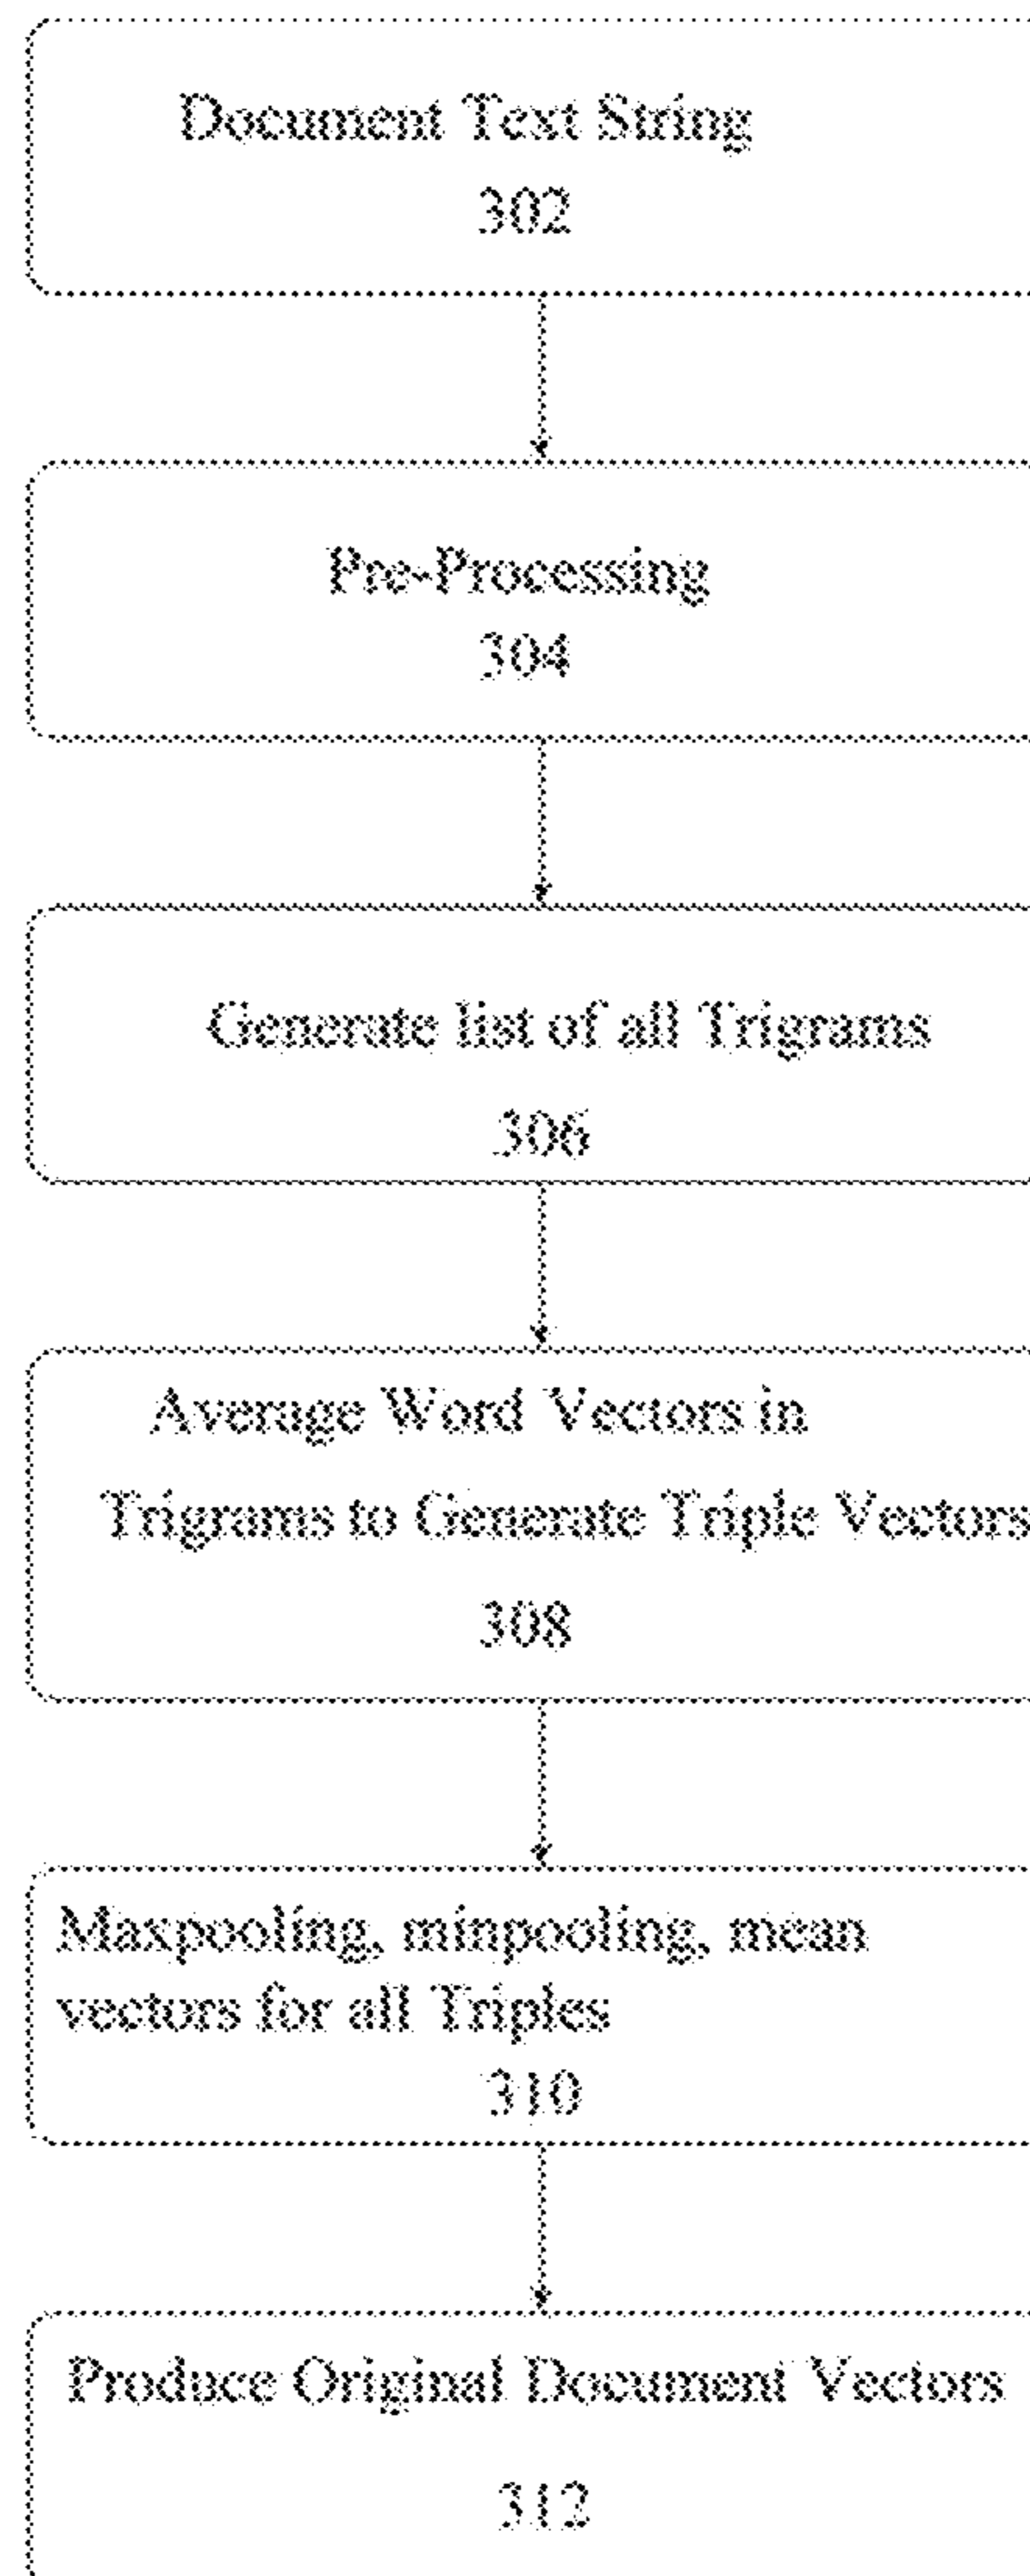 Document Text String
302
Pre-Processing
304
Generate list of all Trigrams
306
Average Word Vectors in
Trigrams to Generate Triple Vectors
308
Maxpooling, minpooling, mean
vectors for all Triples
310
Produce Original Document Vectors
312